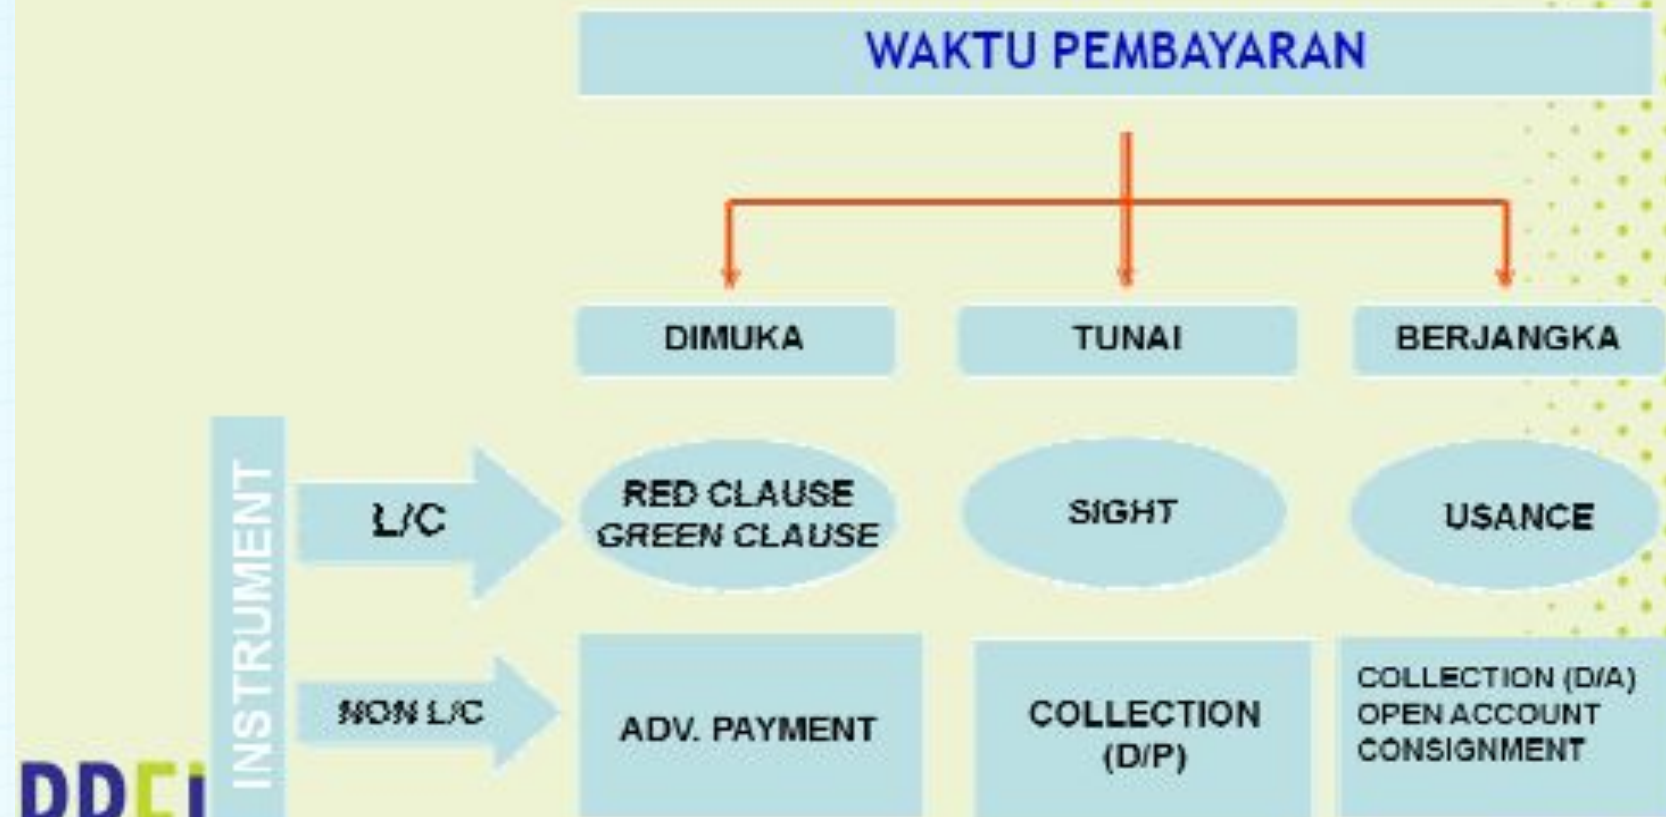 WAKTU PEMBAYARAN
DIMUKA
TUNAI
BERJANGKA
INSTRUMENT
L/C
RED CLAUSE
GREEN CLAUSE
SIGHT
USANCE
NON L/C
ADV. PAYMENT
COLLECTION
(D/P)
COLLECTION (D/A)
OPEN ACCOUNT
CONSIGNMENT